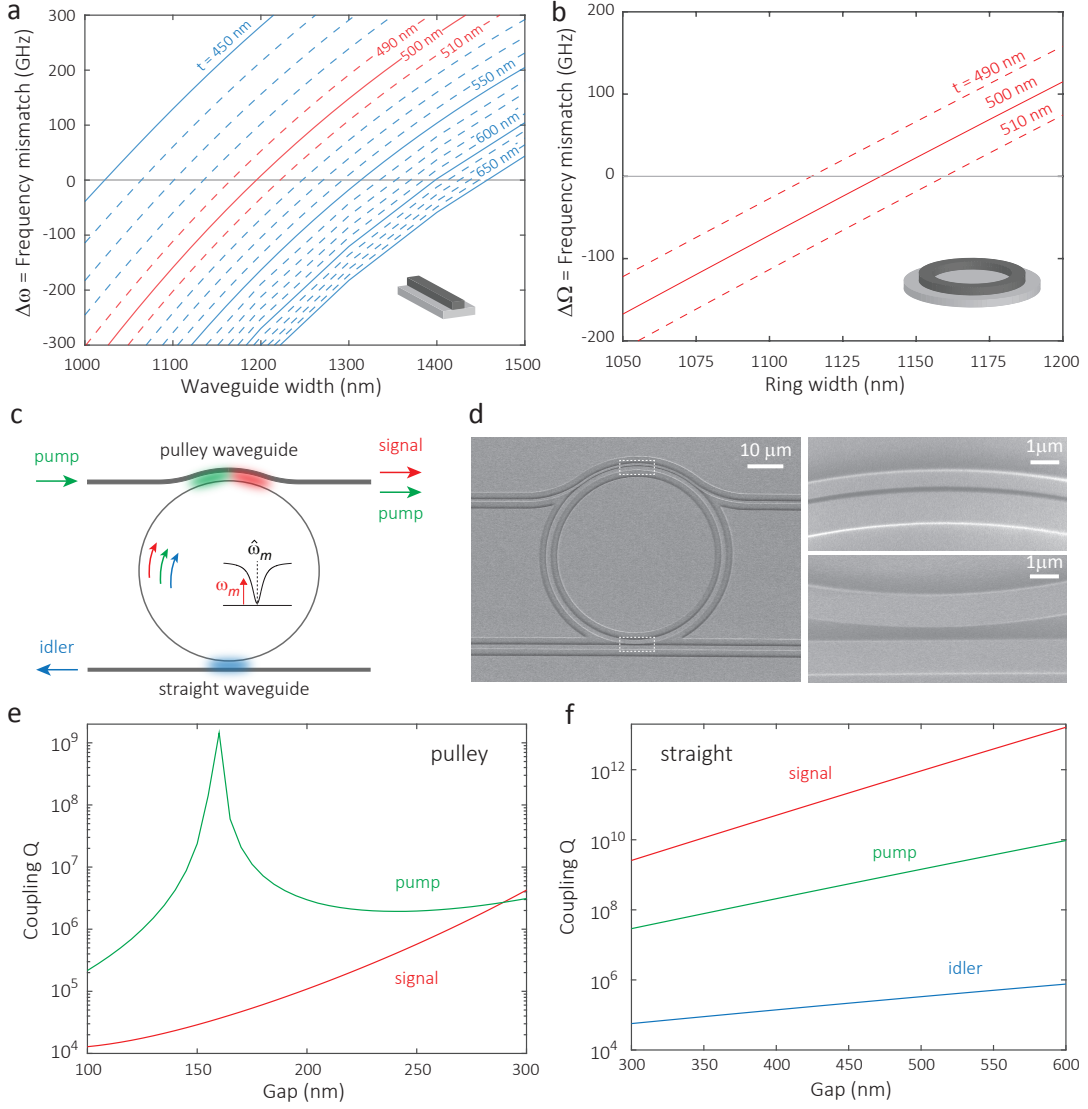 a
Δω = Frequency mismatch (GHz)
300
200
100
0
-100
-200
-300
1000
1100
1200
1300
1400
1500
Waveguide width (nm)
t = 450 nm
490 nm
500 nm
510 nm
550 nm
600 nm
650 nm
b
ΔΩ = Frequency mismatch (GHz)
200
100
0
-100
-200
1050
1075
1100
1125
1150
1175
1200
Ring width (nm)
t = 490 nm
500 nm
510 nm
c
pulley waveguide
pump
signal
pump
ω̂m
ωm
idler
straight waveguide
d
10 μm
1μm
1μm
e
Coupling Q
10⁹
10⁸
10⁷
10⁶
10⁵
10⁴
100
150
200
250
300
Gap (nm)
pulley
pump
signal
f
Coupling Q
10¹²
10¹⁰
10⁸
10⁶
10⁴
300
350
400
450
500
550
600
Gap (nm)
straight
signal
pump
idler